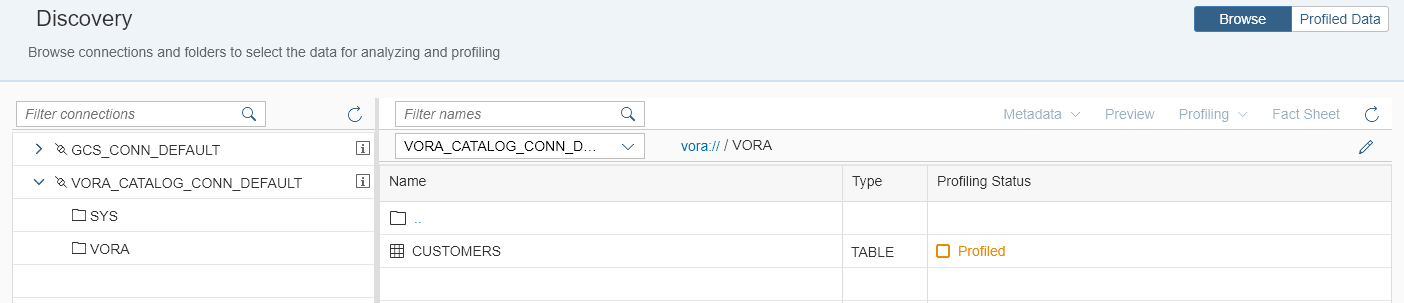 Discovery
Browse Profiled Data
Browse connections and folders to select the data for analyzing and profiling
Filter connections
Filter names
Metadata Preview Profiling Fact Sheet
GCS_CONN_DEFAULT
VORA_CATALOG_CONN_D...
vora:// / VORA
VORA_CATALOG_CONN_DEFAULT
Name Type Profiling Status
SYS
..
VORA
CUSTOMERS TABLE Profiled